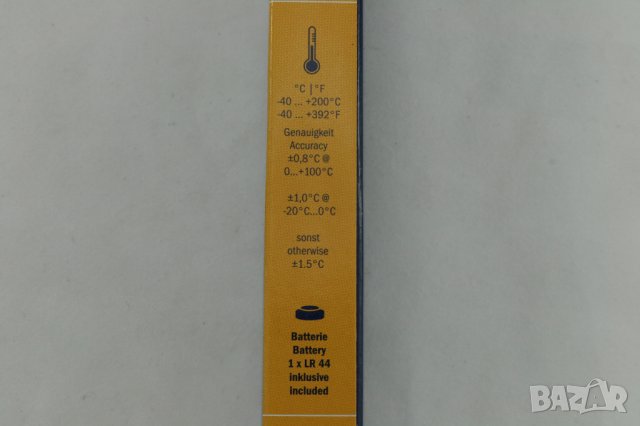 °C | °F
-40 ... +200°C
-40 ... +392°F
Genauigkeit
Accuracy
±0,8°C @
0...+100°C
±1,0°C @
-20°C...0°C
sonst
otherwise
±1.5°C
Batterie
Battery
1 x LR 44
inklusive
included
BAZAR